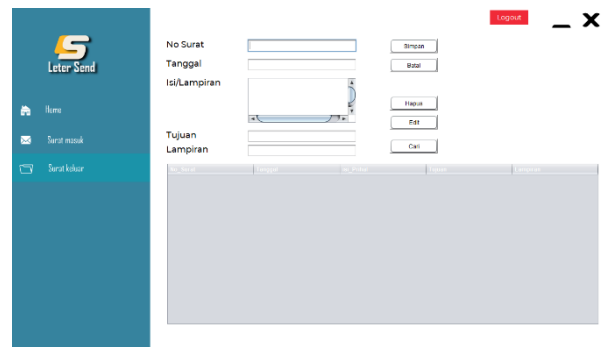 Logout
Leter Send
Home
Surat masuk
Surat keluar
No Surat
Tanggal
Isi/Lampiran
Tujuan
Lampiran
Simpan
Batal
Hapus
Edit
Cari
No_Surat Tanggal Isi_Pokok Tujuan Lampiran